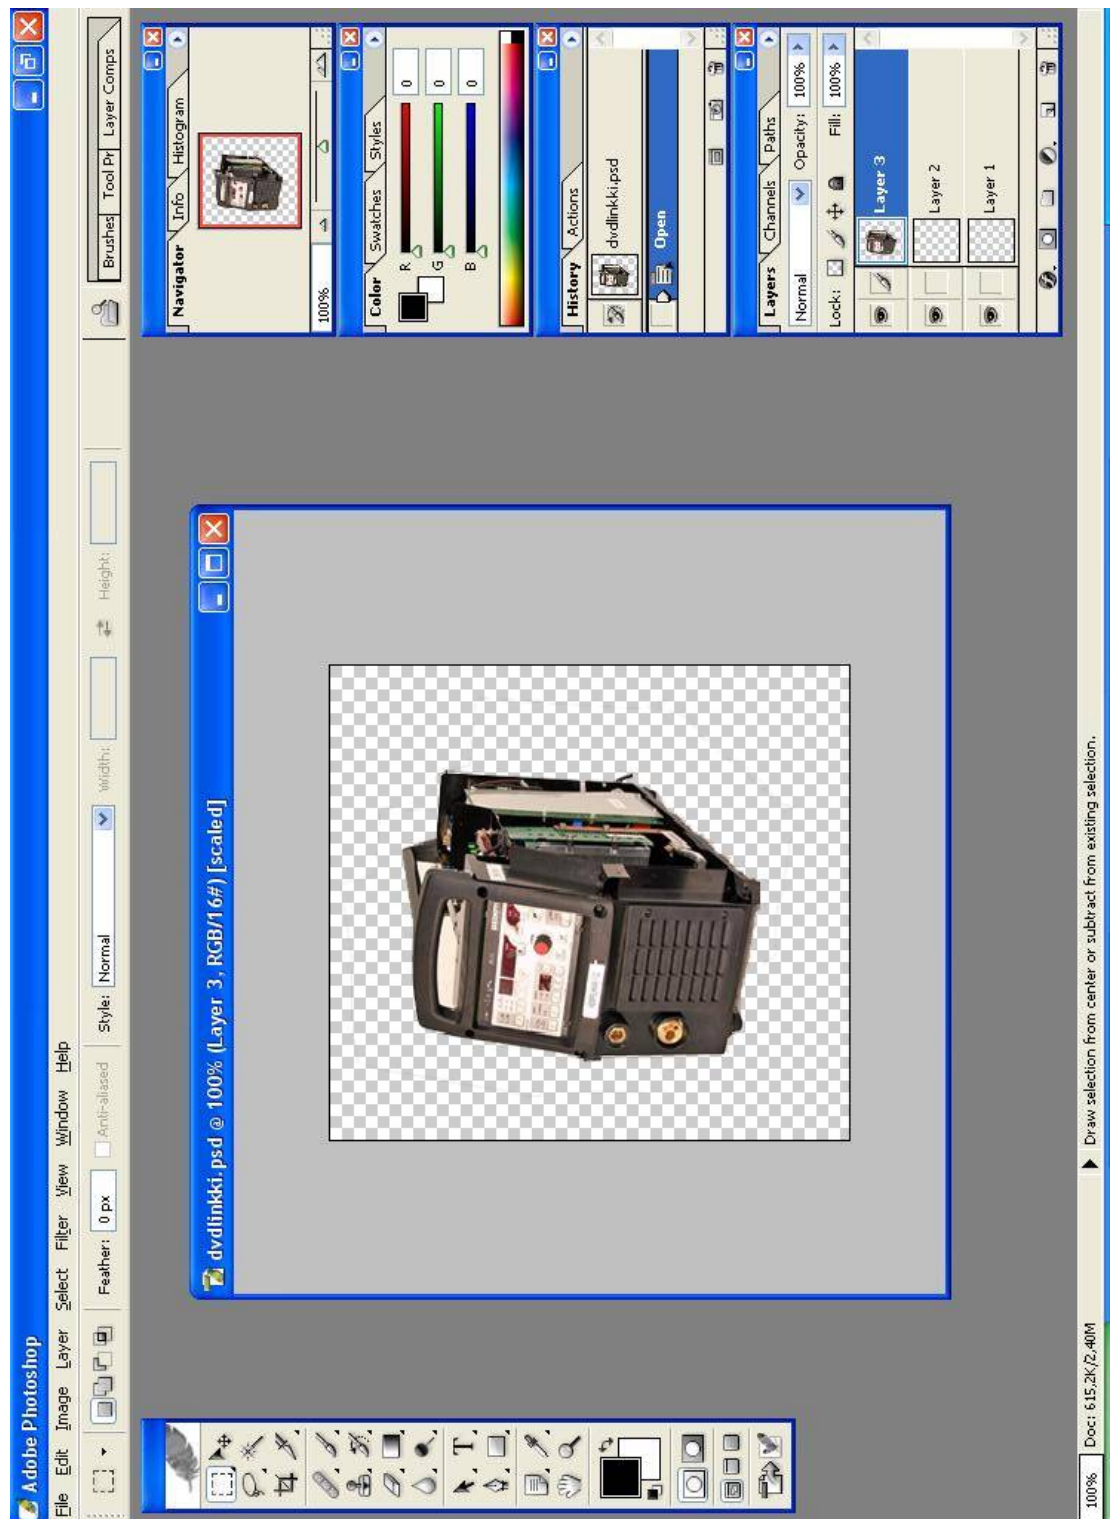 Adobe Photoshop
File Edit Image Layer Select Filter View Window Help
Feather: 0 px Anti-aliased Style: Normal Width: Height:
Brushes Tool Pr Layer Comps
dvdlinkki.psd @ 100% (Layer 3, RGB/16#) [scaled]
Navigator Info Histogram
100%
Color Swatches Styles
R 0
G 0
B 0
History Actions
dvdlinkki.psd
Open
Layers Channels Paths
Normal Opacity: 100%
Lock: Fill: 100%
Layer 3
Layer 2
Layer 1
100% Doc: 615,2K/2,40M Draw selection from center or subtract from existing selection.